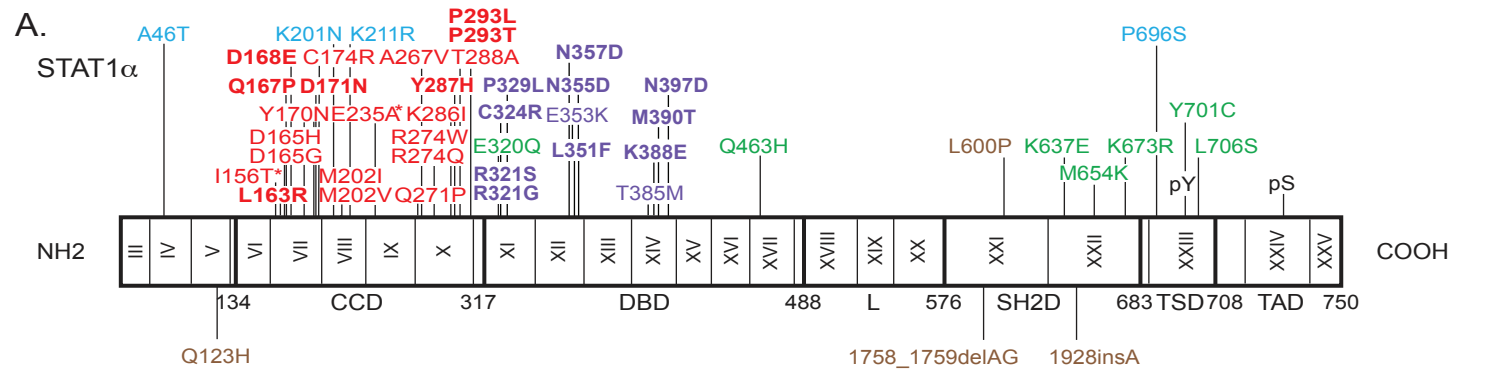 A.
P293L
A46T K201N K211R P293T P696S
STAT1α D168E C174R A267V T288A N357D
Q167P D171N Y287H P329L N355D N397D
Y170N E235A* K286I C324R E353K M390T Y701C
D165H R274W E320Q L351F K388E Q463H L600P K637E K673R L706S
D165G R274Q
I156T* M202I R321S M654K pY pS
L163R M202V Q271P R321G T385M
NH2 III IV V VI VII VIII IX X XI XII XIII XIV XV XVI XVII XVIII XIX XX XXI XXII XXIII XXIV XXV COOH
134 CCD 317 DBD 488 L 576 SH2D 683 TSD 708 TAD 750
Q123H 1758_1759delAG 1928insA